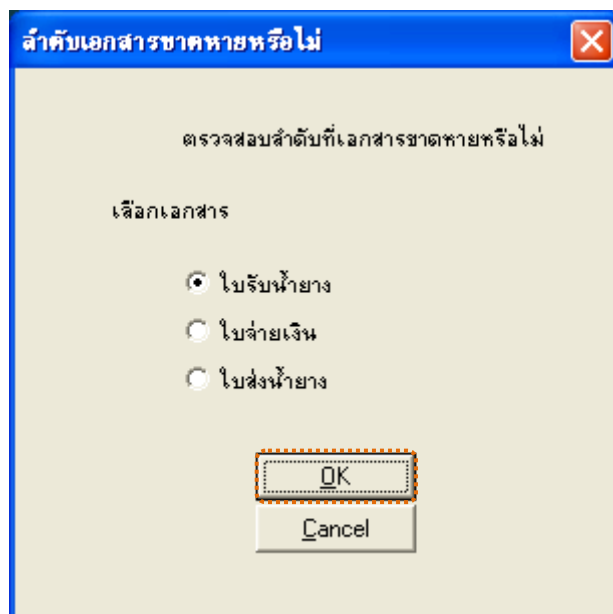 ลำดับเอกสารขาดหายหรือไม่
ตรวจสอบลำดับที่เอกสารขาดหายหรือไม่
เลือกเอกสาร
ใบรับน้ำยาง
ใบจ่ายเงิน
ใบส่งน้ำยาง
OK
Cancel